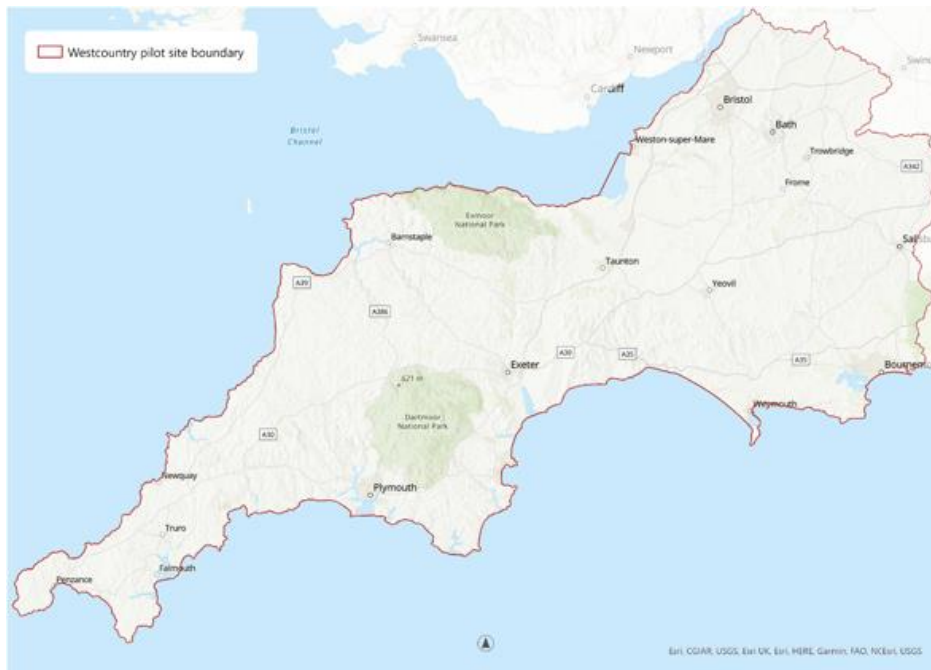 Westcountry pilot site boundary
Swansea
Newport
Cardiff
Bristol
Bristol
Channel
Bath
Weston-super-Mare
Trowbridge
A342
Frome
Exmoor
National Park
Barnstaple
Taunton
Yeovil
A39
A386
A30
A35
A35
Exeter
621 m
Dartmoor
National Park
Weymouth
A30
Newquay
Plymouth
Truro
Penzance
Falmouth
Esri, CGIAR, USGS, Esri UK, Esri, HERE, Garmin, FAO, NCEsri, USGS